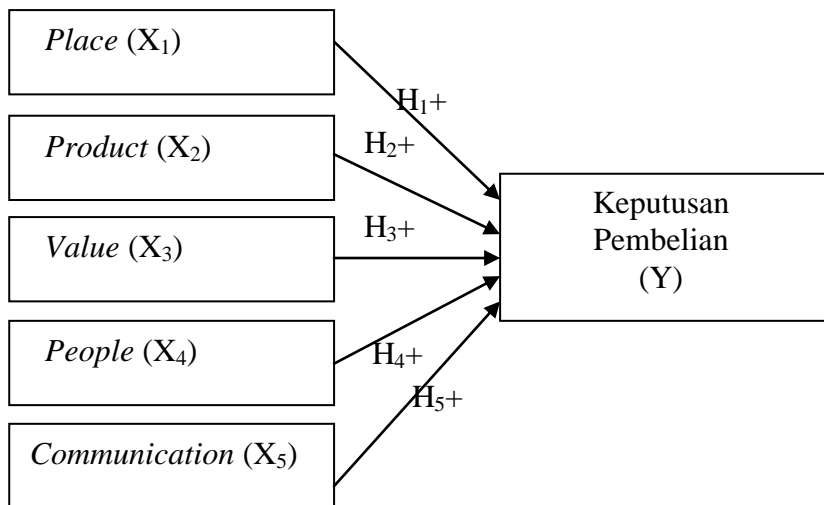 Place (X₁)
H₁+
Product (X₂)
H₂+
Value (X₃)
H₃+
People (X₄)
H₄+
Communication (X₅)
H₅+
Keputusan
Pembelian
(Y)